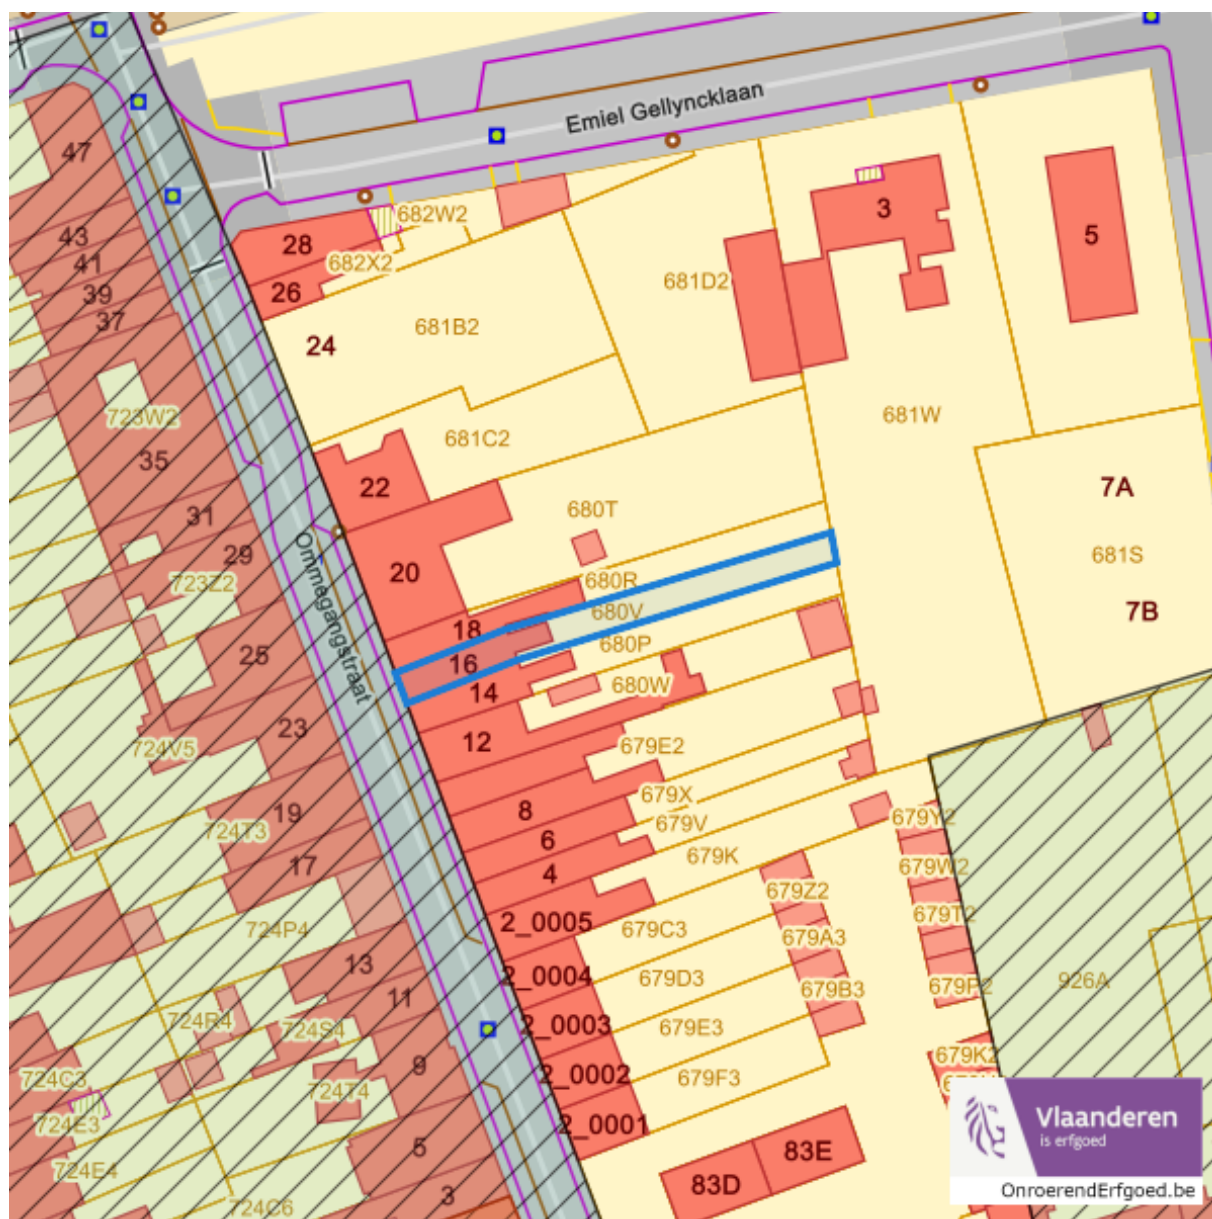 Emiel Gellyncklaan
47
28
682W2
3
5
43
682X2
41
26
681D2
39
37
24
681B2
681W
723W2
681C2
35
22
7A
31
680T
29
681S
723Z2
20
680R
7B
18
680V
Ommegangstraat
16
680P
25
14
680W
23
12
724V5
679E2
679X
8
19
679V
679Y2
724T3
6
17
679K
4
679W2
679Z2
2_0005
679C3
679T2
724P4
679A3
13
2_0004
679D3
926A
11
679B3
679P2
724R4
724S4
2_0003
679E3
679K2
9
724C3
2_0002
679F3
724T4
724E3
2_0001
5
83E
724E4
83D
3
724C6
Vlaanderen
is erfgoed
OnroerendErfgoed.be